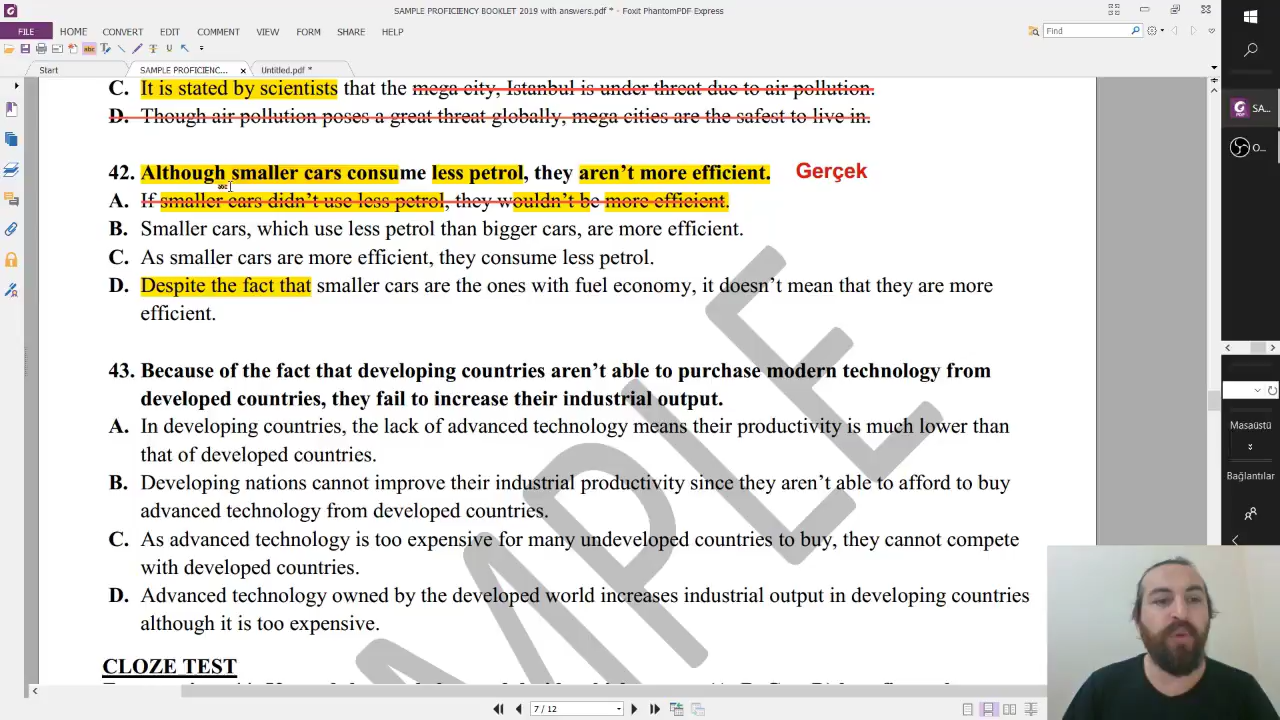 SAMPLE PROFICIENCY BOOKLET 2019 with answers.pdf * - Foxit PhantomPDF Express
FILE HOME CONVERT EDIT COMMENT VIEW FORM SHARE HELP
Find
Start SAMPLE PROFICIENC... Untitled.pdf *
C. It is stated by scientists that the mega city, Istanbul is under threat due to air pollution.
D. Though air pollution poses a great threat globally, mega cities are the safest to live in.
42. Although smaller cars consume less petrol, they aren't more efficient. Gerçek
A. If smaller cars didn't use less petrol, they wouldn't be more efficient.
B. Smaller cars, which use less petrol than bigger cars, are more efficient.
C. As smaller cars are more efficient, they consume less petrol.
D. Despite the fact that smaller cars are the ones with fuel economy, it doesn't mean that they are more
efficient.
43. Because of the fact that developing countries aren't able to purchase modern technology from
developed countries, they fail to increase their industrial output.
A. In developing countries, the lack of advanced technology means their productivity is much lower than
that of developed countries.
B. Developing nations cannot improve their industrial productivity since they aren't able to afford to buy
advanced technology from developed countries.
C. As advanced technology is too expensive for many undeveloped countries to buy, they cannot compete
with developed countries.
D. Advanced technology owned by the developed world increases industrial output in developing countries
although it is too expensive.
CLOZE TEST
7 / 12
SA...
O...
Masaüstü
Bağlantılar
AMPLE